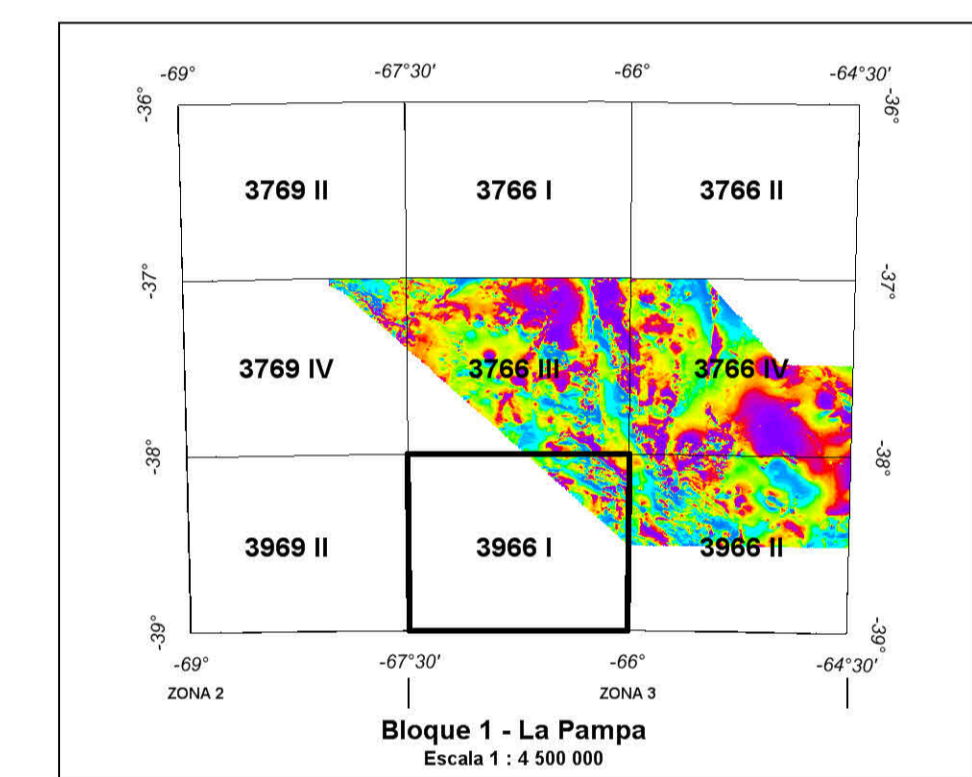 -69° -67°30' -66° -64°30'
-36° -36°
3769 II 3766 I 3766 II
-37° -37°
3769 IV 3766 III 3766 IV
-38° -38°
3969 II 3966 I 3966 II
-39° -39°
-69° -67°30' -66° -64°30'
ZONA 2 ZONA 3
Bloque 1 - La Pampa
Escala 1 : 4 500 000